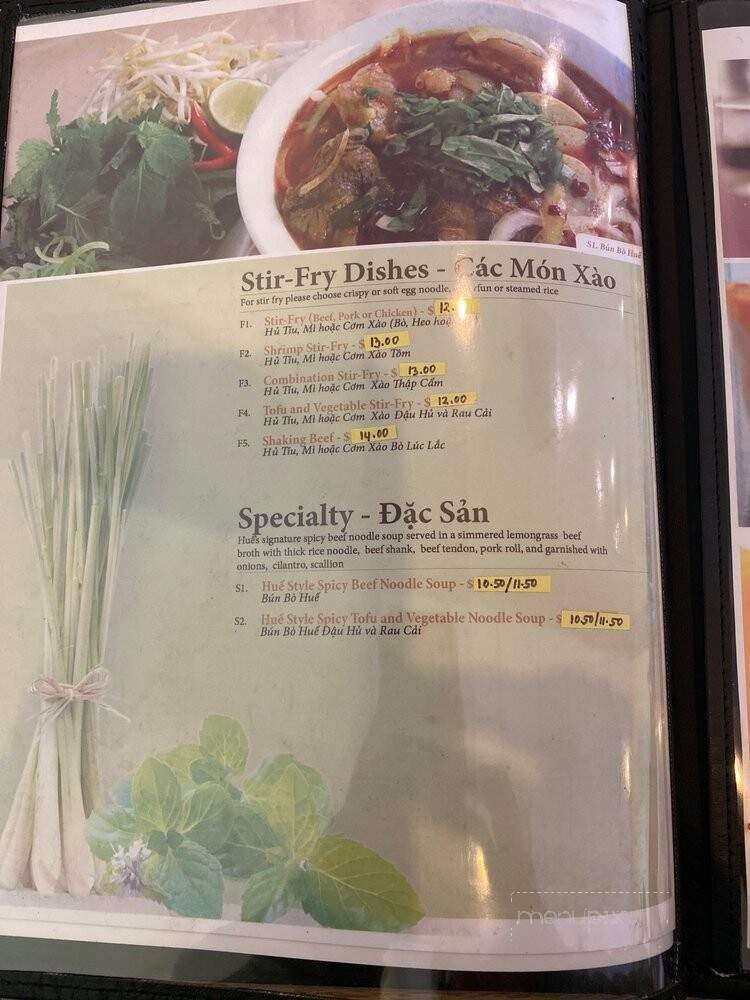 S1. Bún Bò Huế
Stir-Fry Dishes - Các Món Xào
For stir fry please choose crispy or soft egg noodle, fun or steamed rice
F1. Stir-Fry (Beef, Pork or Chicken) - $ 12.
Hủ Tíu, Mì hoặc Cơm Xào (Bò, Heo hoặc
F2. Shrimp Stir-Fry - $ 13.00
Hủ Tíu, Mì hoặc Cơm Xào Tôm
F3. Combination Stir-Fry - $ 13.00
Hủ Tíu, Mì hoặc Cơm Xào Thập Cẩm
F4. Tofu and Vegetable Stir-Fry - $ 12.00
Hủ Tíu, Mì hoặc Cơm Xào Đậu Hủ và Rau Cải
F5. Shaking Beef - $ 14.00
Hủ Tíu, Mì hoặc Cơm Xào Bò Lúc Lắc
Specialty - Đặc Sản
Hue's signature spicy beef noodle soup served in a simmered lemongrass beef
broth with thick rice noodle, beef shank, beef tendon, pork roll, and garnished with
onions, cilantro, scallion
S1. Huế Style Spicy Beef Noodle Soup - $ 10.50/11.50
Bún Bò Huế
S2. Huế Style Spicy Tofu and Vegetable Noodle Soup - $ 10.50/11.50
Bún Bò Huế Đậu Hủ và Rau Cải